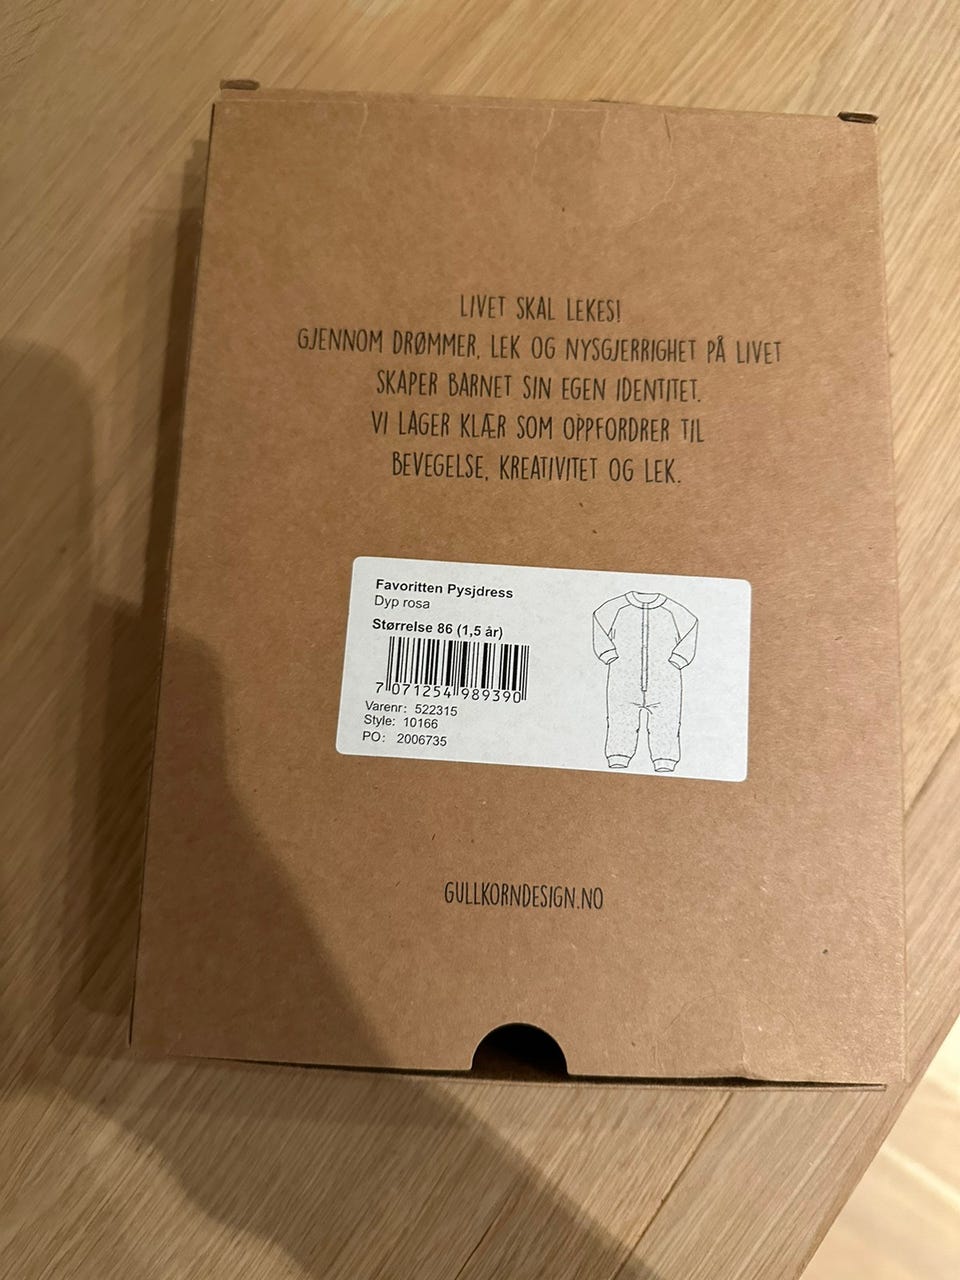 LIVET SKAL LEKES!
GJENNOM DRØMMER, LEK OG NYSGJERRIGHET PÅ LIVET
SKAPER BARNET SIN EGEN IDENTITET.
VI LAGER KLÆR SOM OPPFORDRER TIL
BEVEGELSE, KREATIVITET OG LEK.
Favoritten Pysjdress
Dyp rosa
Størrelse 86 (1,5 år)
7 071254 989390
Varenr: 522315
Style: 10166
PO: 2006735
GULLKORNDESIGN.NO